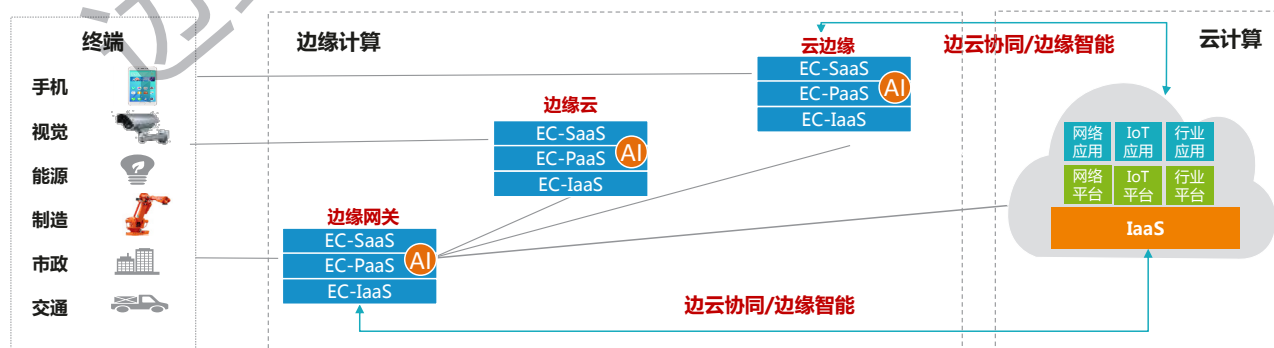 终端
手机
视觉
能源
制造
市政
交通
边缘计算
云边缘
EC-SaaS
EC-PaaS
EC-IaaS
AI
边缘云
EC-SaaS
EC-PaaS
EC-IaaS
AI
边缘网关
EC-SaaS
EC-PaaS
EC-IaaS
AI
边云协同/边缘智能
边云协同/边缘智能
云计算
网络
应用
IoT
应用
行业
应用
网络
平台
IoT
平台
行业
平台
IaaS